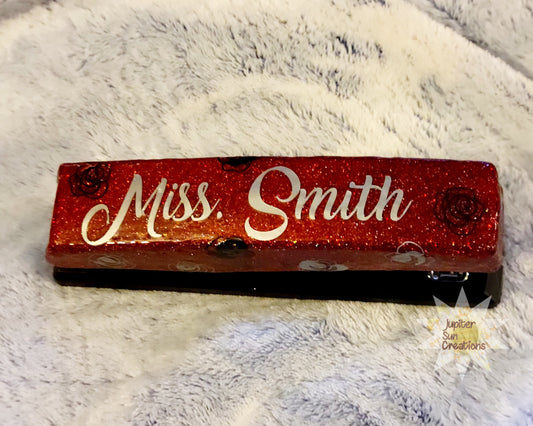 Miss. Smith
Jupiter
Sun
Creations